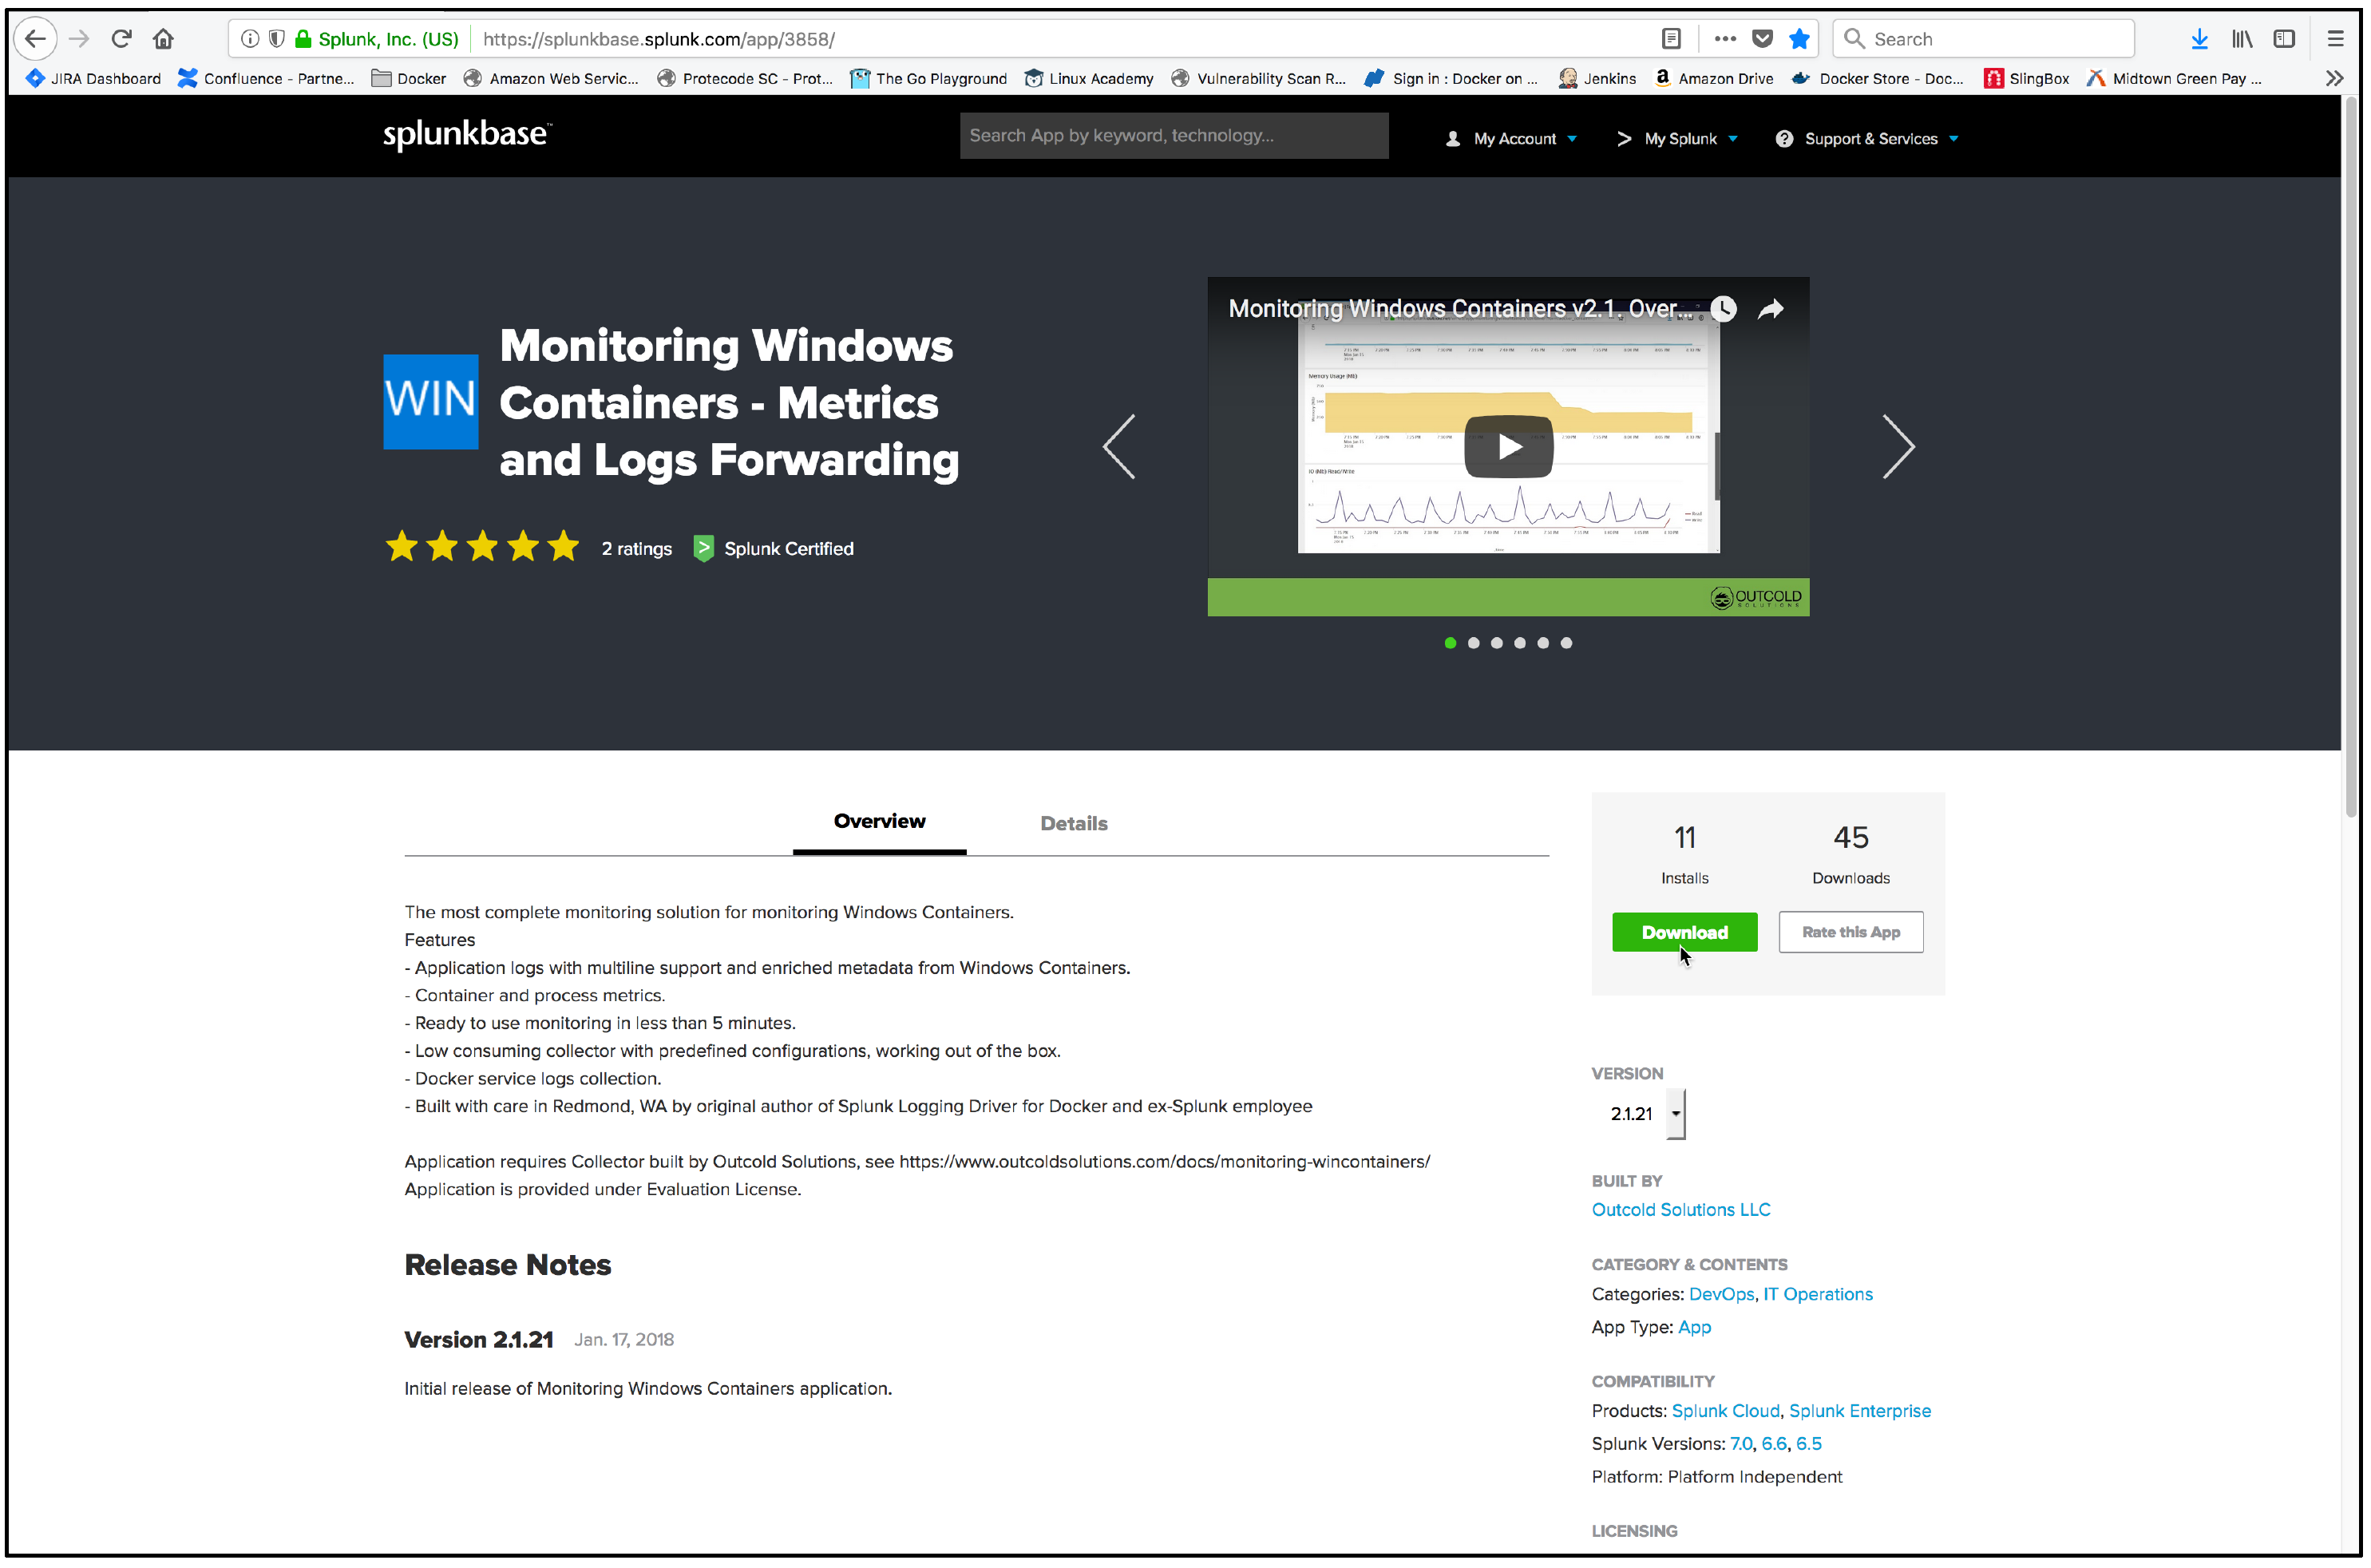 Splunk, Inc. (US) https://splunkbase.splunk.com/app/3858/ Search
JIRA Dashboard Confluence - Partne... Docker Amazon Web Servic... Protecode SC - Prot... The Go Playground Linux Academy Vulnerability Scan R... Sign in : Docker on ... Jenkins Amazon Drive Docker Store - Doc... SlingBox Midtown Green Pay ...
splunkbase™ Search App by keyword, technology... My Account My Splunk Support & Services
Monitoring Windows Containers v2.1. Over...
Memory Usage (MB)
IO (MB) Read/Write
OUTCOLD
SOLUTIONS
WIN
Monitoring Windows
Containers - Metrics
and Logs Forwarding
2 ratings Splunk Certified
Overview Details
The most complete monitoring solution for monitoring Windows Containers.
Features
- Application logs with multiline support and enriched metadata from Windows Containers.
- Container and process metrics.
- Ready to use monitoring in less than 5 minutes.
- Low consuming collector with predefined configurations, working out of the box.
- Docker service logs collection.
- Built with care in Redmond, WA by original author of Splunk Logging Driver for Docker and ex-Splunk employee
Application requires Collector built by Outcold Solutions, see https://www.outcoldsolutions.com/docs/monitoring-wincontainers/
Application is provided under Evaluation License.
Release Notes
Version 2.1.21 Jan. 17, 2018
Initial release of Monitoring Windows Containers application.
11 45
Installs Downloads
Download Rate this App
VERSION
2.1.21
BUILT BY
Outcold Solutions LLC
CATEGORY & CONTENTS
Categories: DevOps, IT Operations
App Type: App
COMPATIBILITY
Products: Splunk Cloud, Splunk Enterprise
Splunk Versions: 7.0, 6.6, 6.5
Platform: Platform Independent
LICENSING